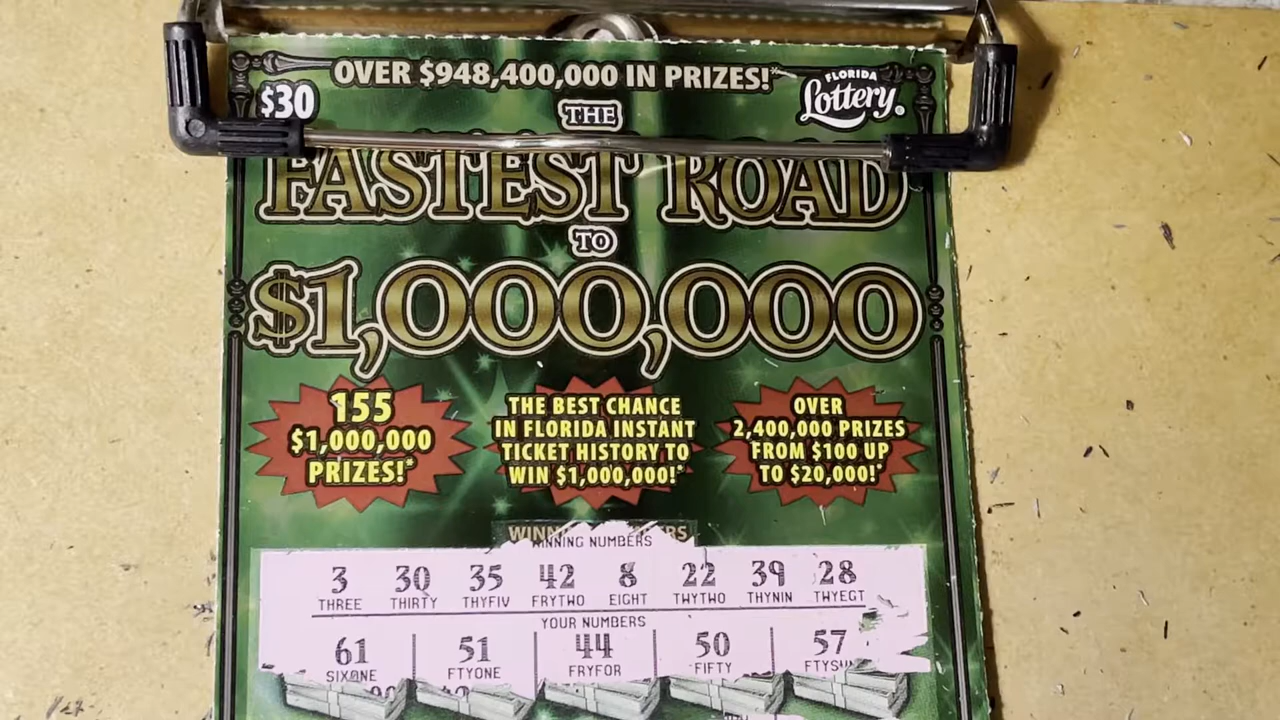 OVER $948,400,000 IN PRIZES!*
FLORIDA
Lottery®
$30
THE
FASTEST ROAD
TO
$1,000,000
155
$1,000,000
PRIZES!*
THE BEST CHANCE
IN FLORIDA INSTANT
TICKET HISTORY TO
WIN $1,000,000!*
OVER
2,400,000 PRIZES
FROM $100 UP
TO $20,000!*
WINNING NUMBERS
3 30 35 42 8 22 39 28
THREE THIRTY THYFIV FRYTWO EIGHT TWYTWO THYNIN TWYEGT
YOUR NUMBERS
61 51 44 50 57
SIXONE FTYONE FRYFOR FIFTY